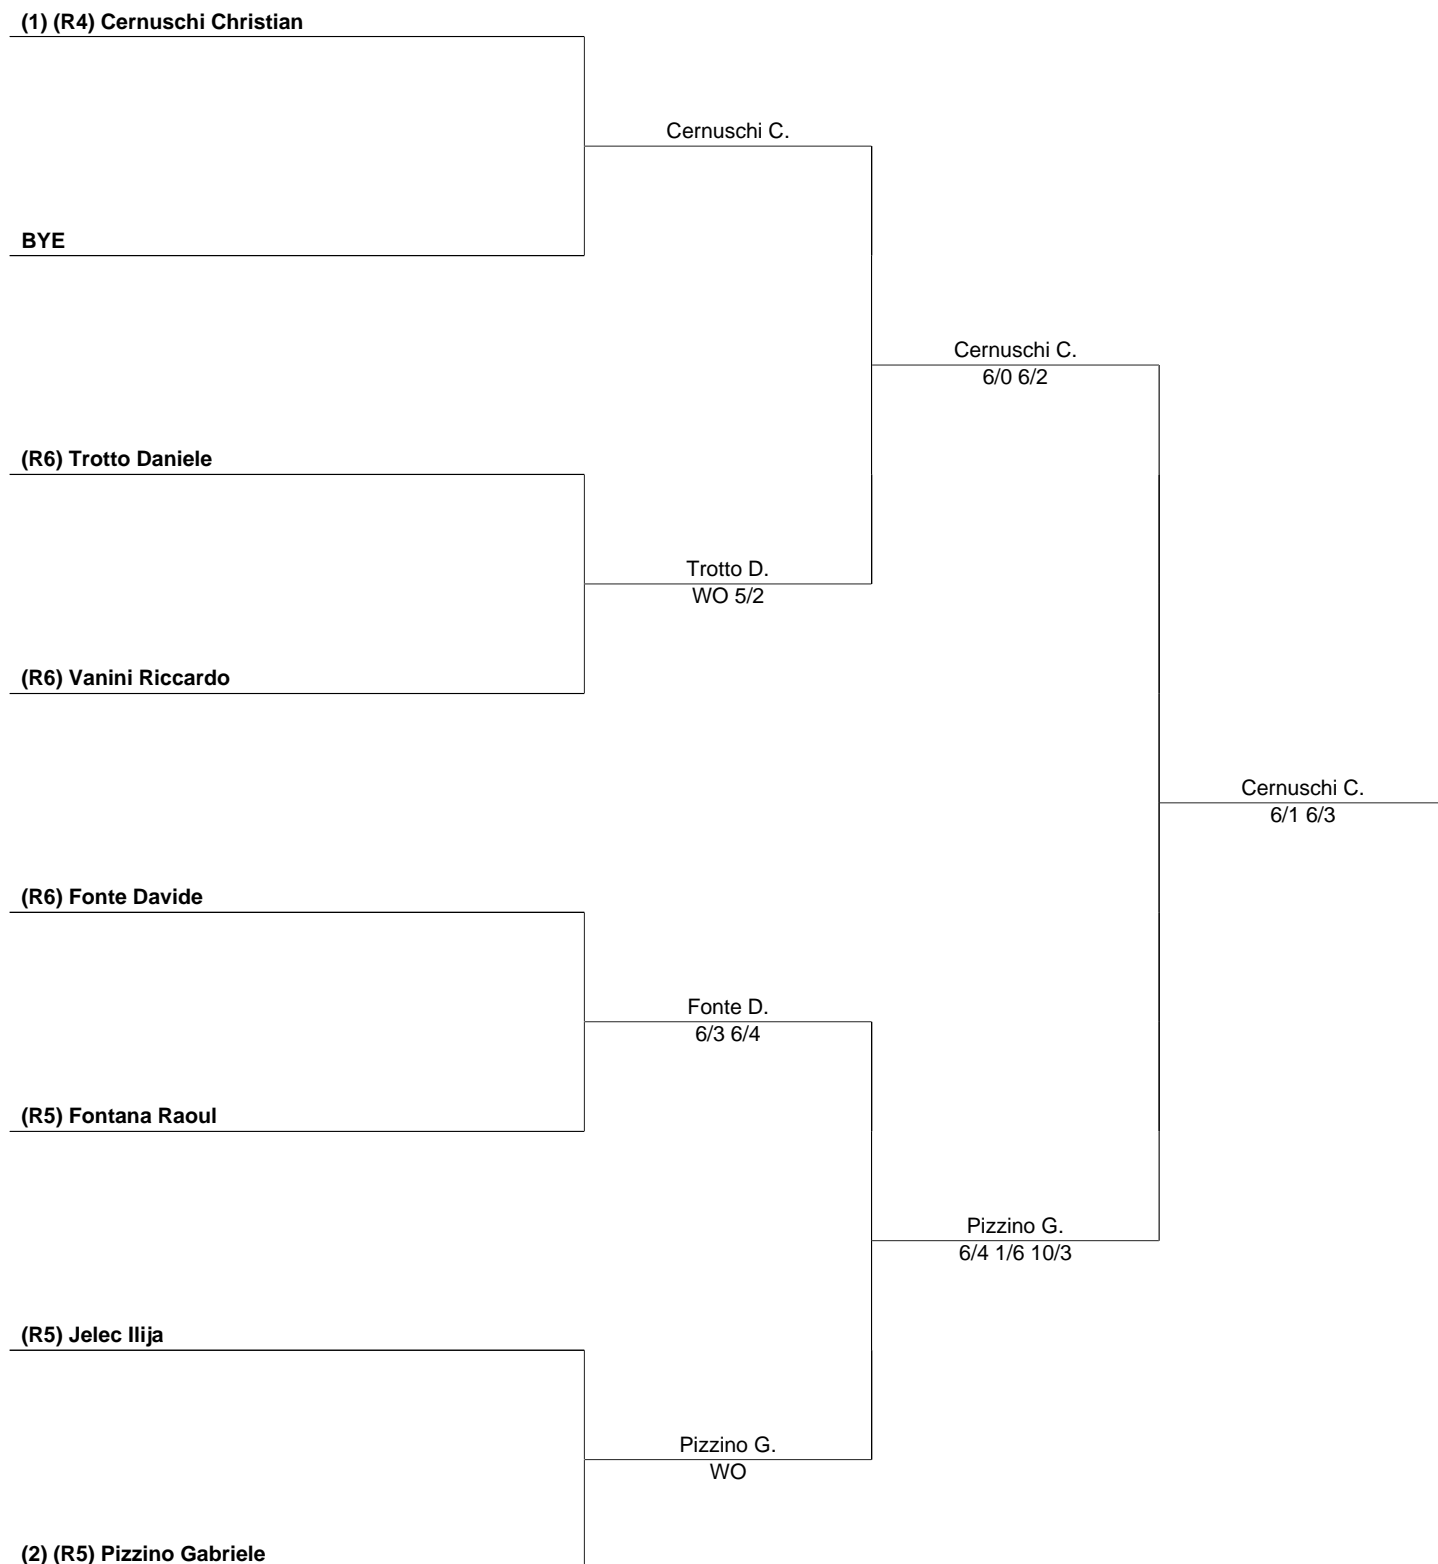 (1) (R4) Cernuschi Christian
Cernuschi C.
BYE
Cernuschi C.
6/0 6/2
(R6) Trotto Daniele
Trotto D.
WO 5/2
(R6) Vanini Riccardo
Cernuschi C.
6/1 6/3
(R6) Fonte Davide
Fonte D.
6/3 6/4
(R5) Fontana Raoul
Pizzino G.
6/4 1/6 10/3
(R5) Jelec Ilija
Pizzino G.
WO
(2) (R5) Pizzino Gabriele